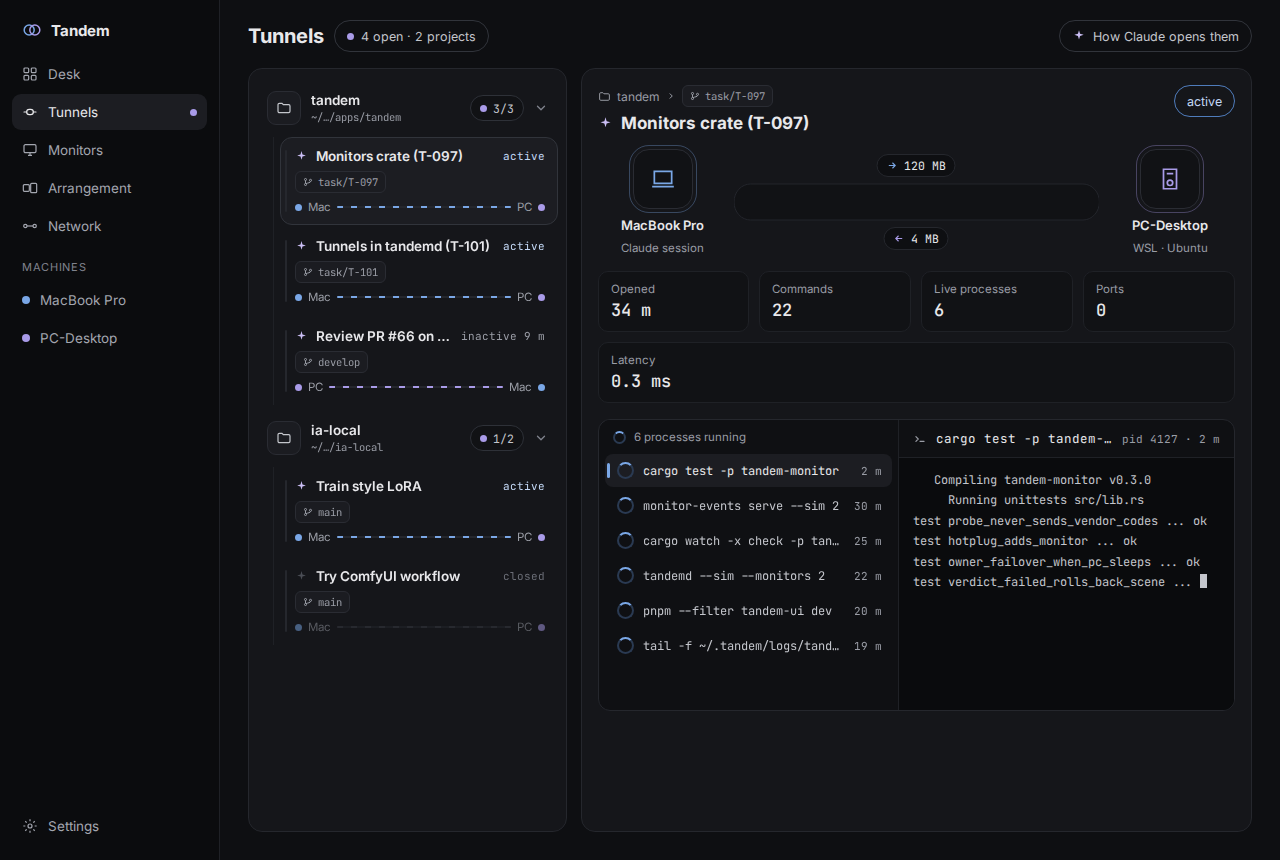 Tandem
Desk
Tunnels
Monitors
Arrangement
Network
MACHINES
MacBook Pro
PC-Desktop
Settings
Tunnels
4 open · 2 projects
How Claude opens them
tandem
~/…/apps/tandem
3/3
Monitors crate (T-097)
active
task/T-097
Mac
PC
Tunnels in tandemd (T-101)
active
task/T-101
Mac
PC
Review PR #66 on …
inactive 9 m
develop
PC
Mac
ia-local
~/…/ia-local
1/2
Train style LoRA
active
main
Mac
PC
Try ComfyUI workflow
closed
main
Mac
PC
tandem
task/T-097
active
Monitors crate (T-097)
→ 120 MB
← 4 MB
MacBook Pro
Claude session
PC-Desktop
WSL · Ubuntu
Opened
34 m
Commands
22
Live processes
6
Ports
0
Latency
0.3 ms
6 processes running
cargo test -p tandem-monitor 2 m
monitor-events serve --sim 2 30 m
cargo watch -x check -p tan… 25 m
tandemd --sim --monitors 2 22 m
pnpm --filter tandem-ui dev 20 m
tail -f ~/.tandem/logs/tand… 19 m
cargo test -p tandem-… pid 4127 · 2 m
Compiling tandem-monitor v0.3.0
Running unittests src/lib.rs
test probe_never_sends_vendor_codes ... ok
test hotplug_adds_monitor ... ok
test owner_failover_when_pc_sleeps ... ok
test verdict_failed_rolls_back_scene ...